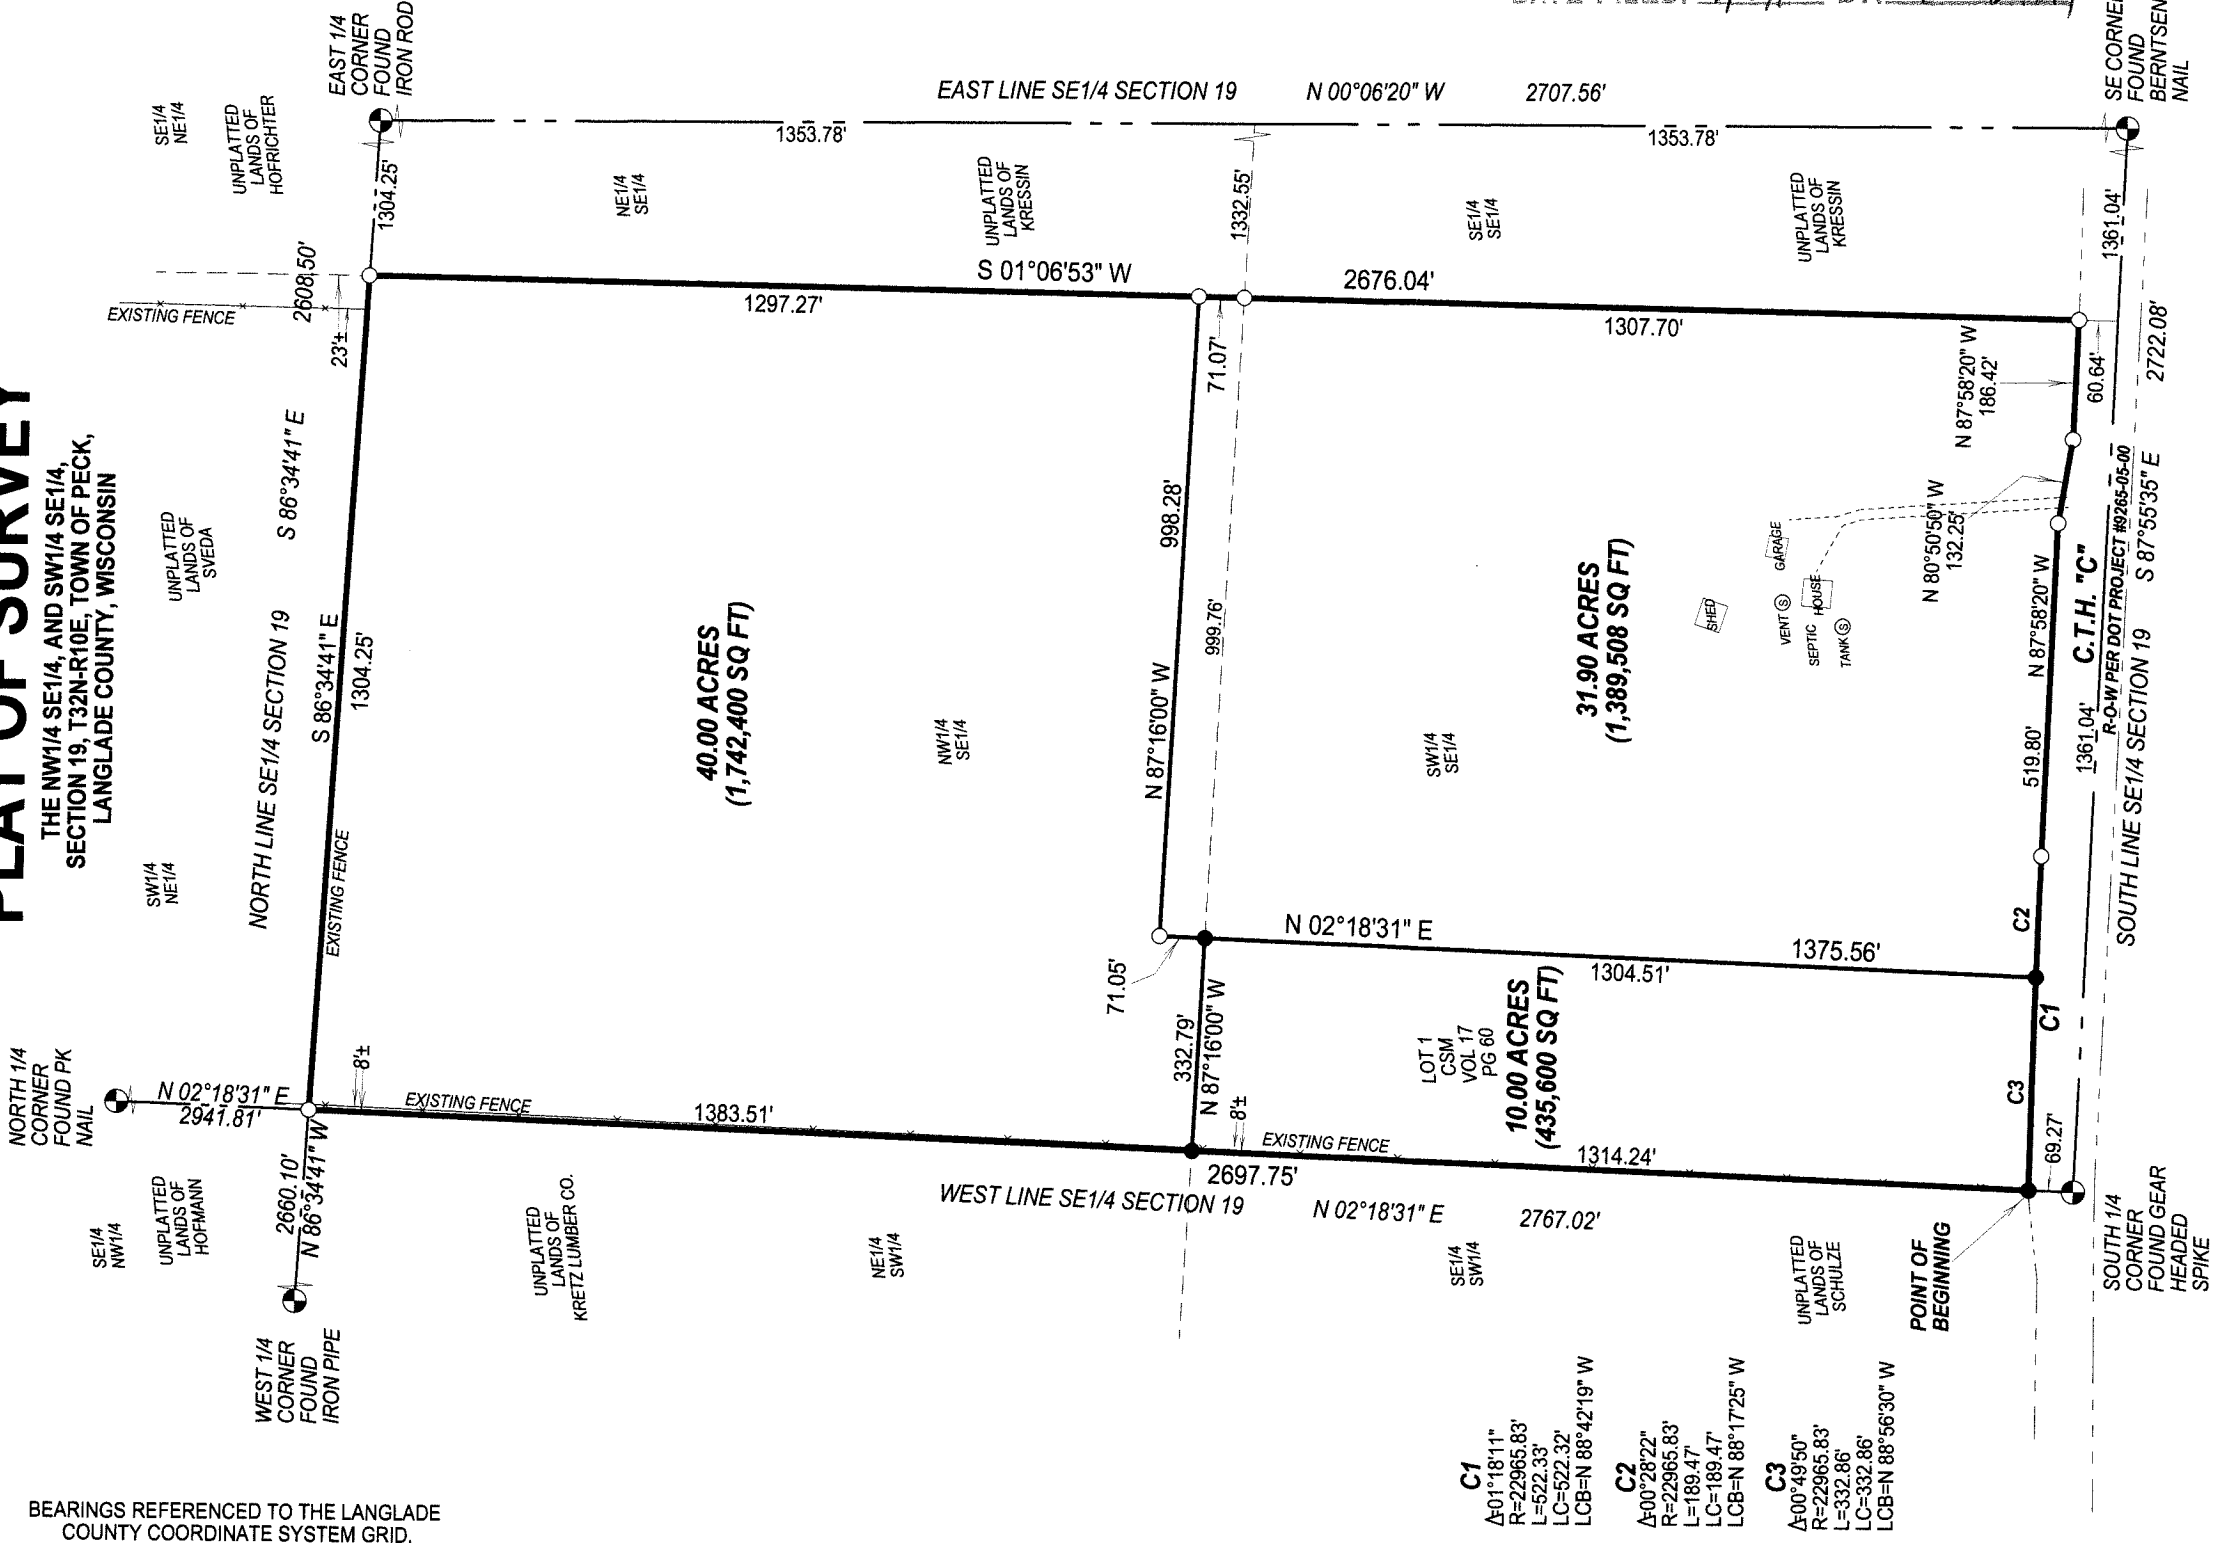 PLAT OF SURVEY
THE NW1/4 SE1/4, AND SW1/4 SE1/4,
SECTION 19, T32N-R10E, TOWN OF PECK,
LANGLADE COUNTY, WISCONSIN
NORTH 1/4
CORNER
FOUND PK
NAIL
N 02°18'31" E
2941.81'
SE1/4
NW1/4
UNPLATTED
LANDS OF
HOFMANN
2660.10'
N 86°34'41" W
WEST 1/4
CORNER
FOUND
IRON PIPE
SW1/4
NE1/4
UNPLATTED
LANDS OF
SVEDA
NORTH LINE SE1/4 SECTION 19
S 86°34'41" E
2608.50'
S 86°34'41" E
1304.25'
EXISTING FENCE
EXISTING FENCE
23'±
8'±
SE1/4
NE1/4
UNPLATTED
LANDS OF
HOFRICHTER
EAST 1/4
CORNER
FOUND
IRON ROD
1304.25'
EAST LINE SE1/4 SECTION 19
N 00°06'20" W
2707.56'
1353.78'
1353.78'
NE1/4
SE1/4
UNPLATTED
LANDS OF
KRESSIN
1332.55'
SE1/4
SE1/4
UNPLATTED
LANDS OF
KRESSIN
S 01°06'53" W
2676.04'
1297.27'
71.07'
1307.70'
40.00 ACRES
(1,742,400 SQ FT)
NW1/4
SE1/4
N 87°16'00" W
998.28'
999.76'
EXISTING FENCE
1383.51'
UNPLATTED
LANDS OF
KRETZ LUMBER CO.
NE1/4
SW1/4
71.05'
332.79'
N 87°16'00" W
8'±
N 02°18'31" E
1375.56'
1304.51'
SW1/4
SE1/4
31.90 ACRES
(1,389,508 SQ FT)
SHED
GARAGE
HOUSE
VENT S
SEPTIC
TANK S
N 87°58'20" W
186.42'
N 80°50'50" W
132.25'
N 87°58'20" W
519.80'
60.64'
LOT 1
CSM
VOL 17
PG 60
10.00 ACRES
(435,600 SQ FT)
EXISTING FENCE
1314.24'
2697.75'
WEST LINE SE1/4 SECTION 19
N 02°18'31" E
2767.02'
SE1/4
SW1/4
UNPLATTED
LANDS OF
SCHULZE
POINT OF
BEGINNING
C2
C1
C3
69.27'
1361.04'
C.T.H. "C"
R-O-W PER DOT PROJECT #9265-05-00
1361.04'
SOUTH LINE SE1/4 SECTION 19
S 87°55'35" E
2722.08'
SE CORNER
FOUND
BERNTSEN
NAIL
SOUTH 1/4
CORNER
FOUND GEAR
HEADED
SPIKE
C1
Δ=01°18'11"
R=22965.83'
L=522.33'
LC=522.32'
LCB=N 88°42'19" W
C2
Δ=00°28'22"
R=22965.83'
L=189.47'
LC=189.47'
LCB=N 88°17'25" W
C3
Δ=00°49'50"
R=22965.83'
L=332.86'
LC=332.86'
LCB=N 88°56'30" W
BEARINGS REFERENCED TO THE LANGLADE
COUNTY COORDINATE SYSTEM GRID.